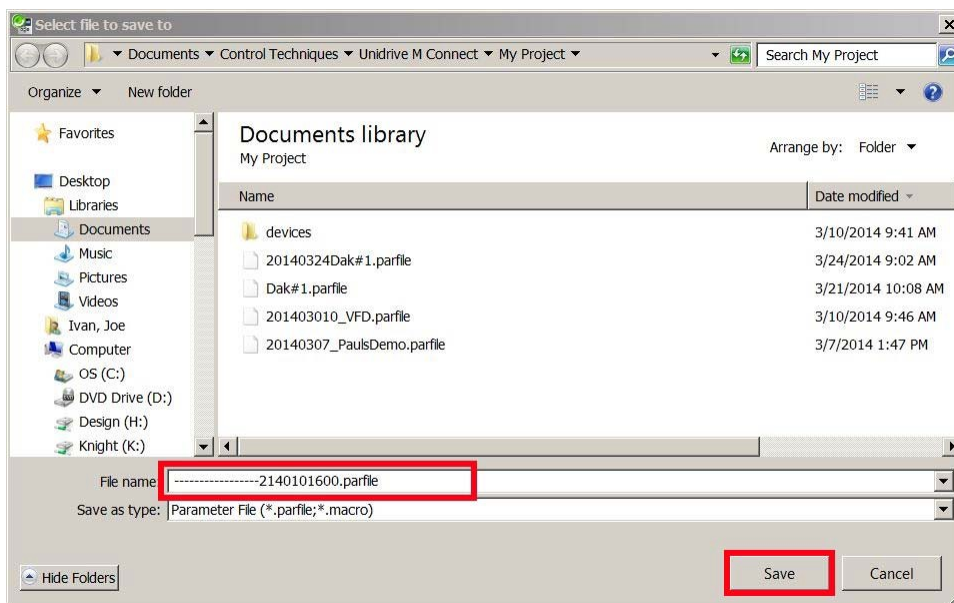 Select file to save to
Documents Control Techniques Unidrive M Connect My Project Search My Project
Organize New folder
Favorites
Desktop
Libraries
Documents
Music
Pictures
Videos
Ivan, Joe
Computer
OS (C:)
DVD Drive (D:)
Design (H:)
Knight (K:)
Documents library
My Project
Arrange by: Folder
Name Date modified
devices 3/10/2014 9:41 AM
20140324Dak#1.parfile 3/24/2014 9:02 AM
Dak#1.parfile 3/21/2014 10:08 AM
201403010_VFD.parfile 3/10/2014 9:46 AM
20140307_PaulsDemo.parfile 3/7/2014 1:47 PM
File name: -----------------2140101600.parfile
Save as type: Parameter File (*.parfile;*.macro)
Hide Folders Save Cancel